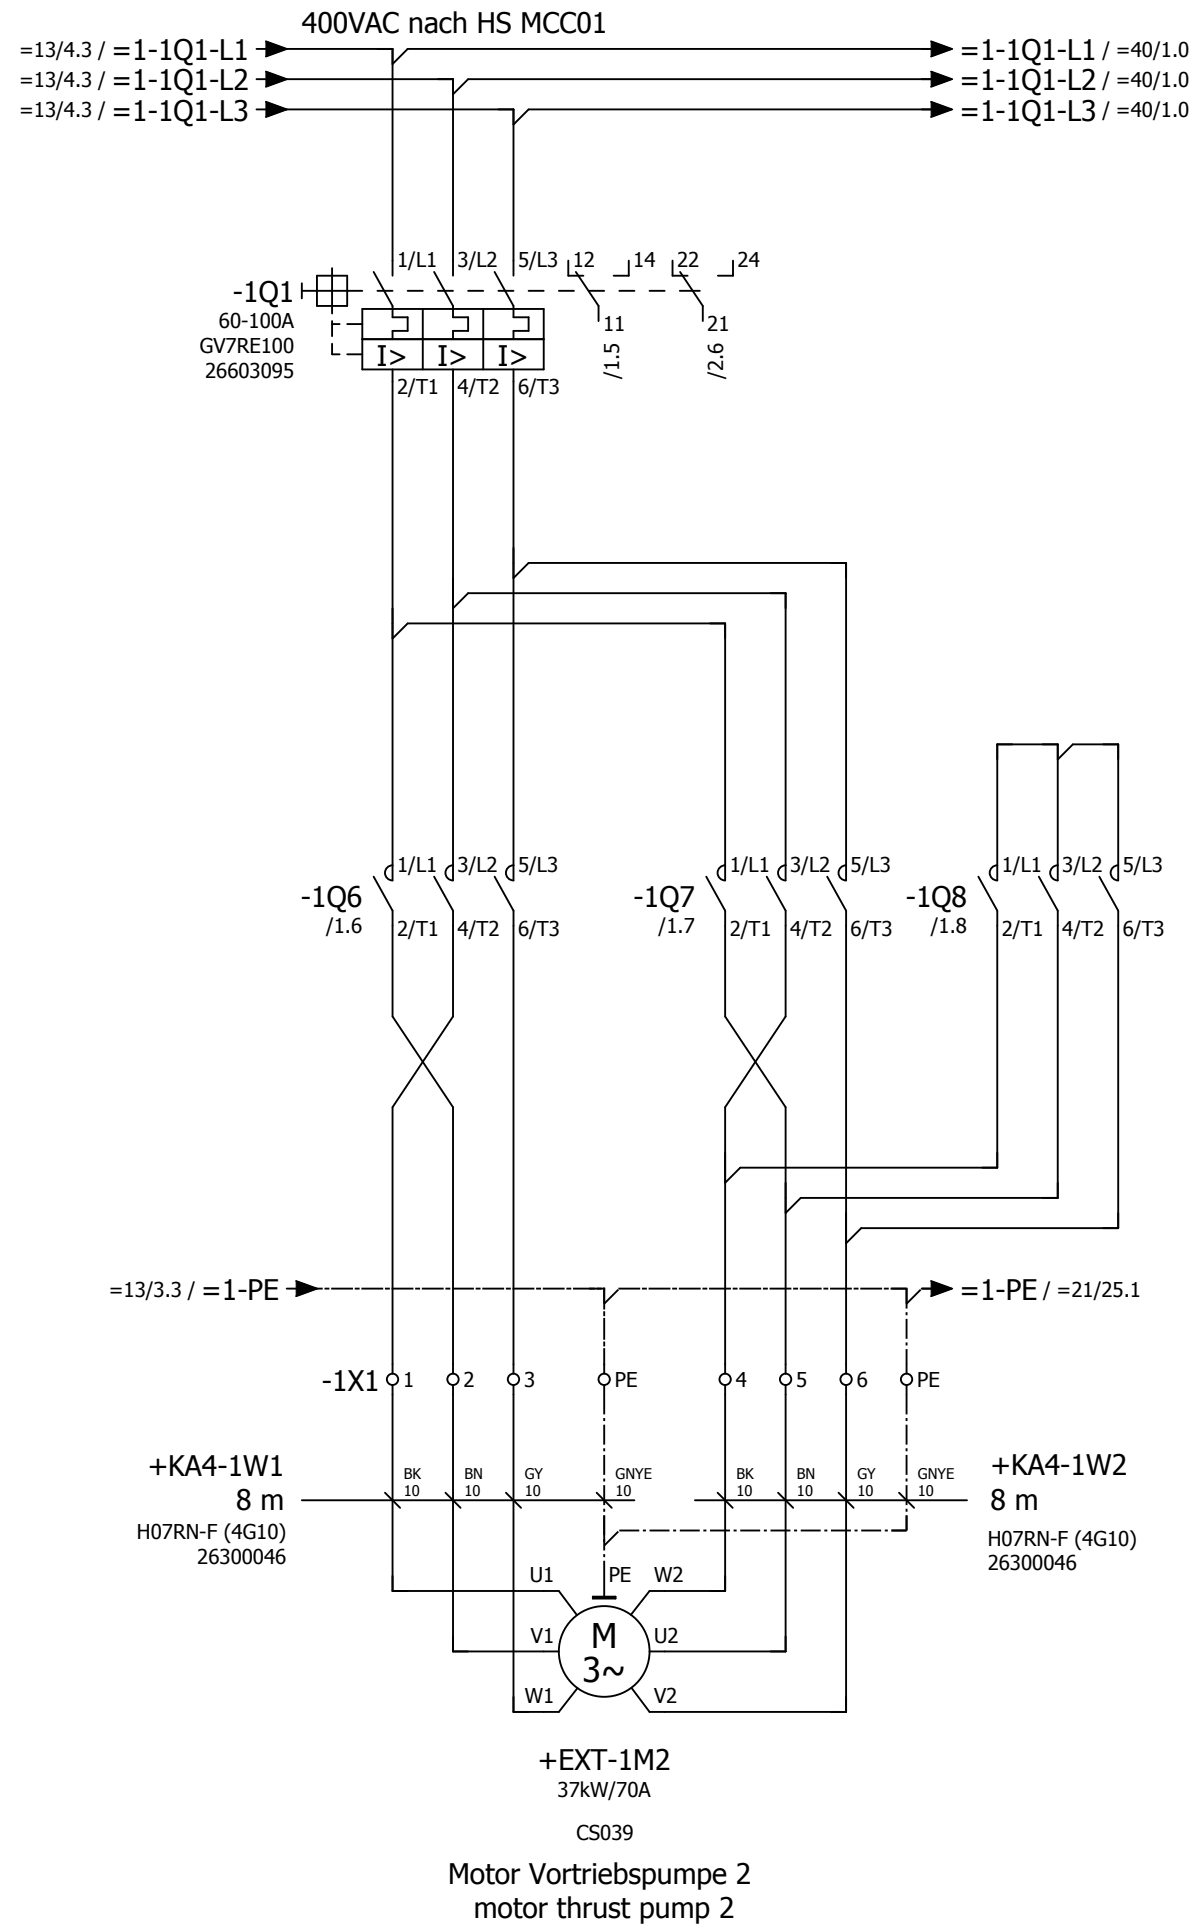 400VAC nach HS MCC01
=13/4.3 / =1-1Q1-L1 =1-1Q1-L1 / =40/1.0
=13/4.3 / =1-1Q1-L2 =1-1Q1-L2 / =40/1.0
=13/4.3 / =1-1Q1-L3 =1-1Q1-L3 / =40/1.0
1/L1 3/L2 5/L3 12 14 22 24
-1Q1
60-100A
GV7RE100
26603095
11 21
/1.5 /2.6
I> I> I>
2/T1 4/T2 6/T3
1/L1 3/L2 5/L3 1/L1 3/L2 5/L3 1/L1 3/L2 5/L3
-1Q6 -1Q7 -1Q8
/1.6 2/T1 4/T2 6/T3 /1.7 2/T1 4/T2 6/T3 /1.8 2/T1 4/T2 6/T3
=13/3.3 / =1-PE =1-PE / =21/25.1
-1X1 1 2 3 PE 4 5 6 PE
+KA4-1W1 BK BN GY GNYE BK BN GY GNYE +KA4-1W2
8 m 10 10 10 10 10 10 10 10 8 m
H07RN-F (4G10) H07RN-F (4G10)
26300046 26300046
U1 PE W2
V1 M U2
3~
W1 V2
+EXT-1M2
37kW/70A
CS039
Motor Vortriebspumpe 2
motor thrust pump 2